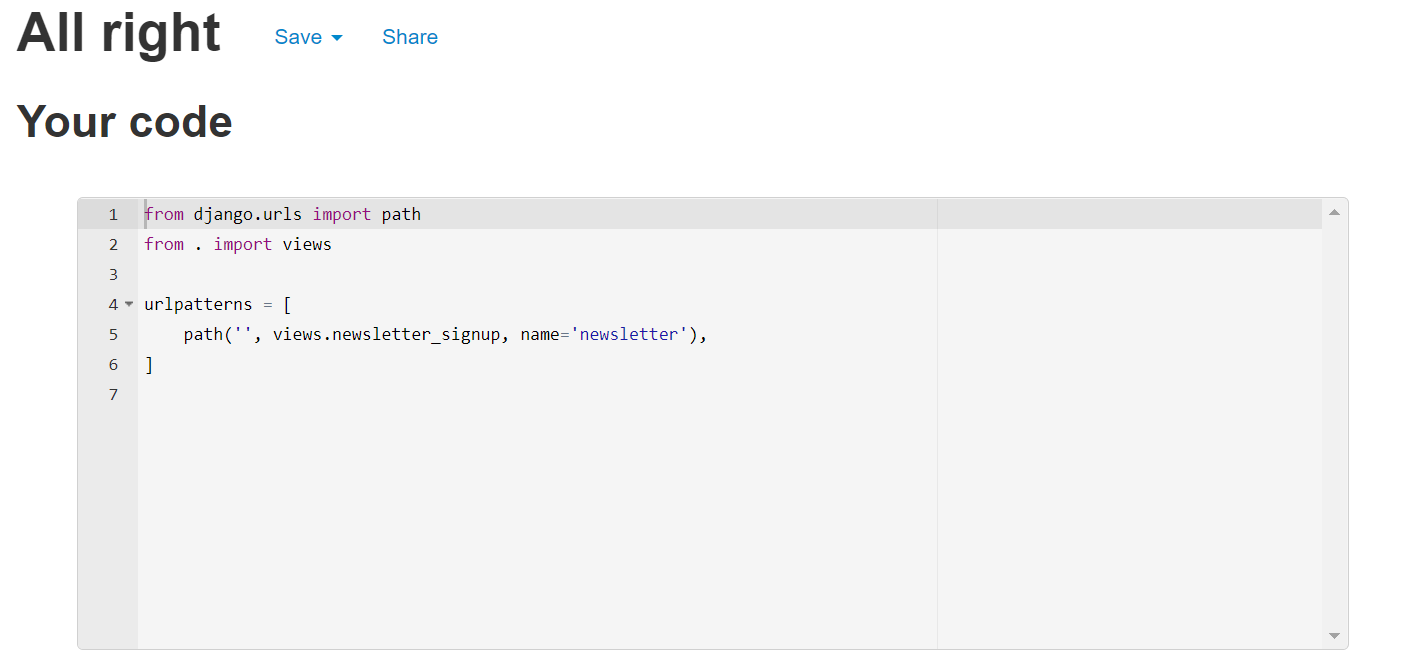 All right Save Share
Your code
1 from django.urls import path
2 from . import views
3
4 urlpatterns = [
5     path('', views.newsletter_signup, name='newsletter'),
6 ]
7